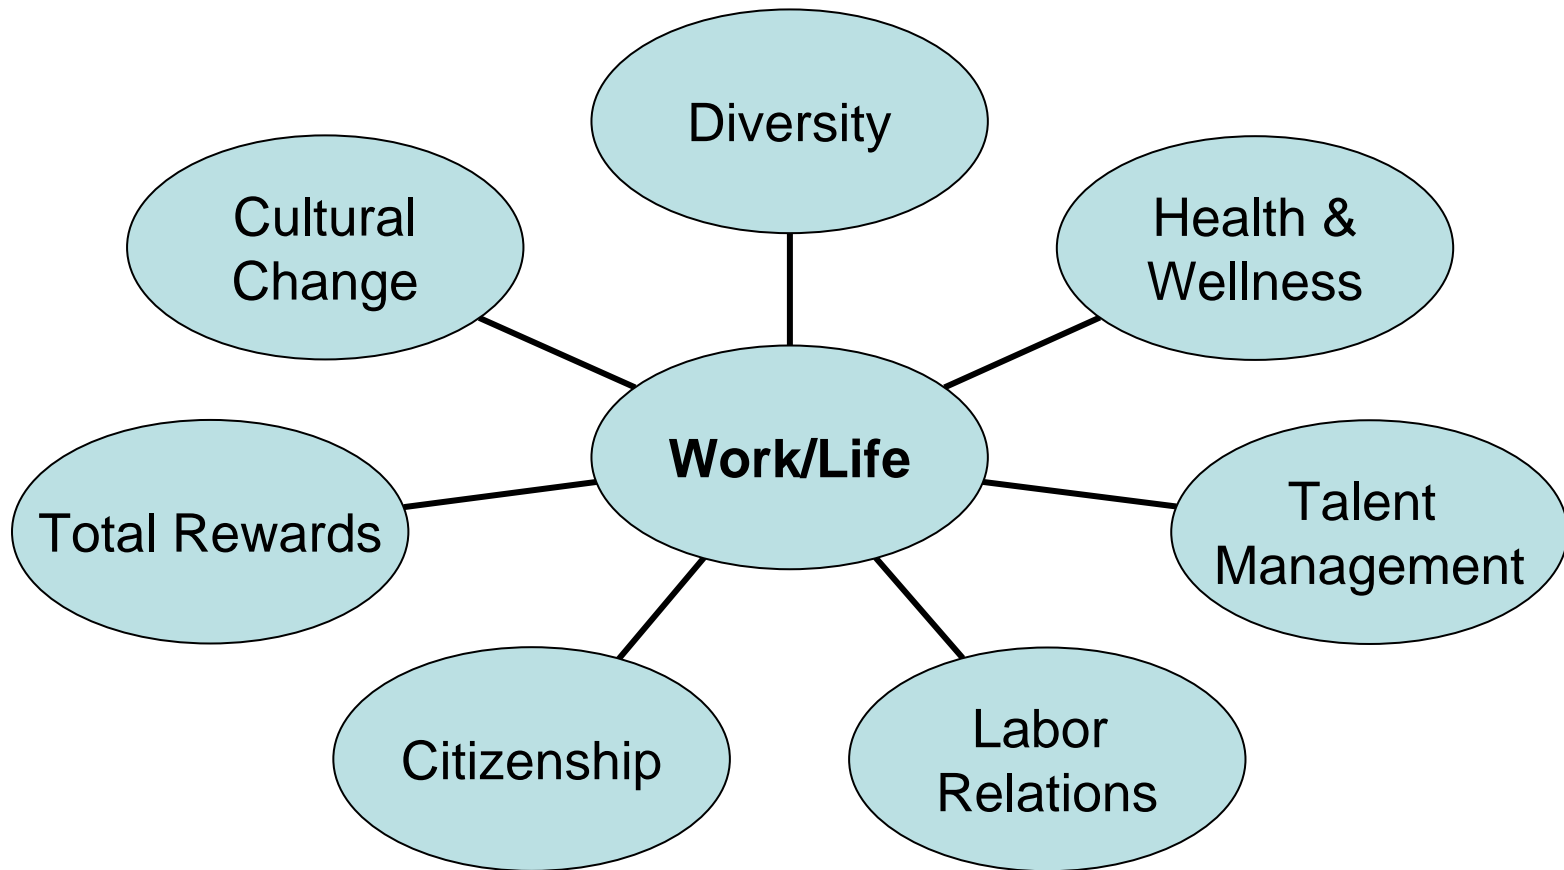 Diversity
Cultural
Change
Health &
Wellness
Work/Life
Total Rewards
Talent
Management
Citizenship
Labor
Relations